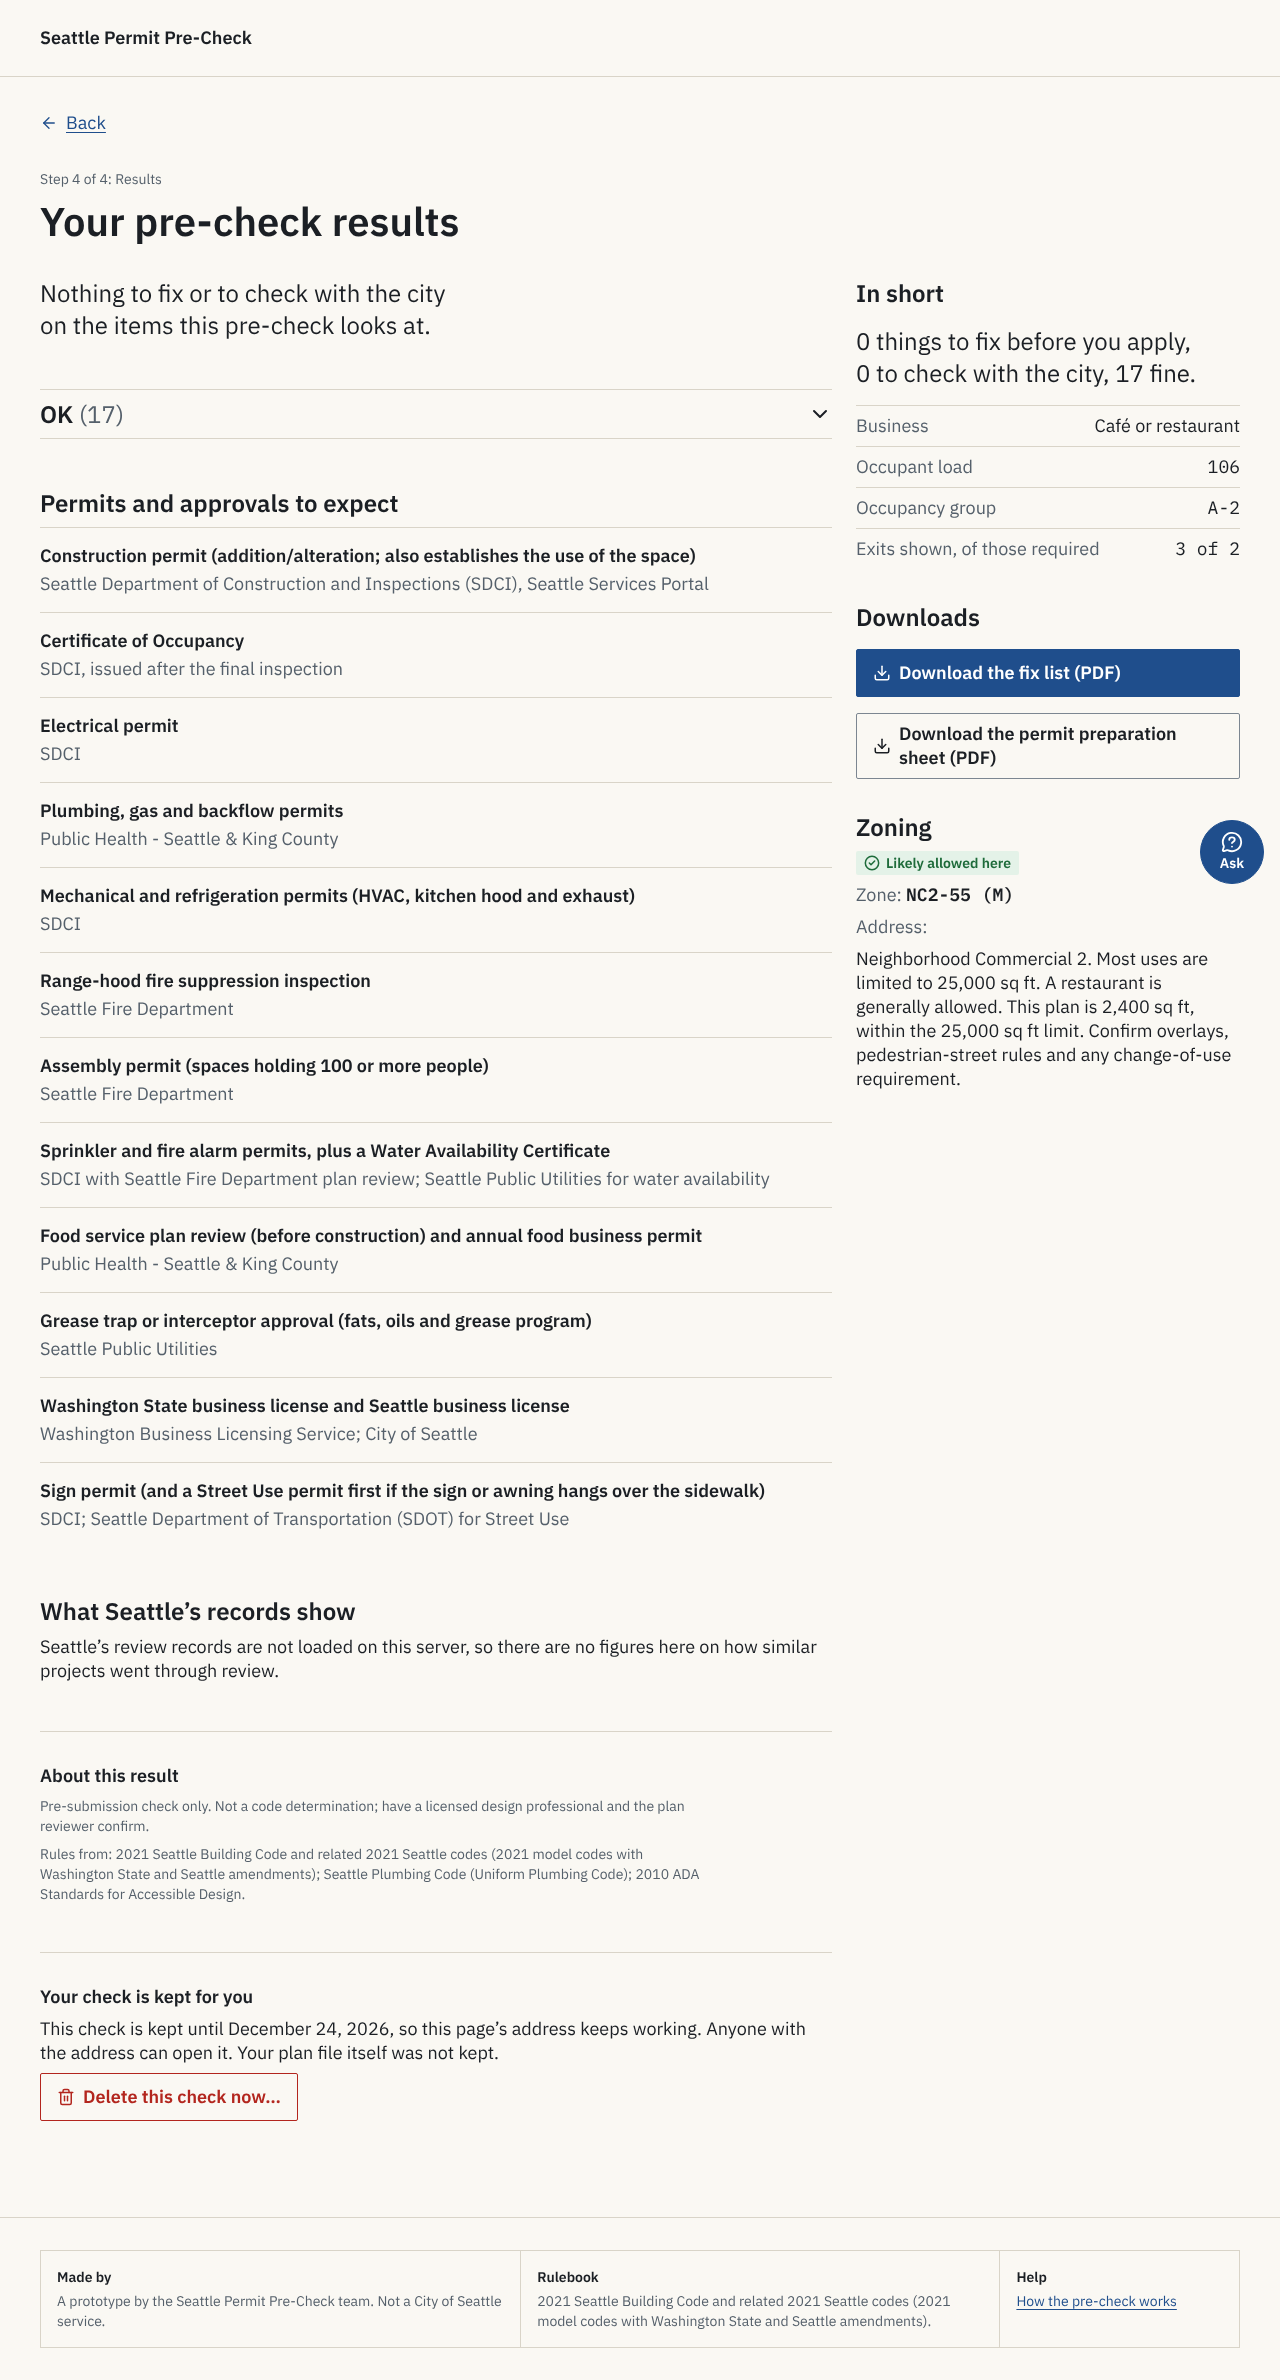 Seattle Permit Pre-Check
Back
Step 4 of 4: Results
Your pre-check results
Nothing to fix or to check with the city
on the items this pre-check looks at.
OK (17)
Permits and approvals to expect
Construction permit (addition/alteration; also establishes the use of the space)
Seattle Department of Construction and Inspections (SDCI), Seattle Services Portal
Certificate of Occupancy
SDCI, issued after the final inspection
Electrical permit
SDCI
Plumbing, gas and backflow permits
Public Health - Seattle & King County
Mechanical and refrigeration permits (HVAC, kitchen hood and exhaust)
SDCI
Range-hood fire suppression inspection
Seattle Fire Department
Assembly permit (spaces holding 100 or more people)
Seattle Fire Department
Sprinkler and fire alarm permits, plus a Water Availability Certificate
SDCI with Seattle Fire Department plan review; Seattle Public Utilities for water availability
Food service plan review (before construction) and annual food business permit
Public Health - Seattle & King County
Grease trap or interceptor approval (fats, oils and grease program)
Seattle Public Utilities
Washington State business license and Seattle business license
Washington Business Licensing Service; City of Seattle
Sign permit (and a Street Use permit first if the sign or awning hangs over the sidewalk)
SDCI; Seattle Department of Transportation (SDOT) for Street Use
What Seattle’s records show
Seattle’s review records are not loaded on this server, so there are no figures here on how similar
projects went through review.
About this result
Pre-submission check only. Not a code determination; have a licensed design professional and the plan
reviewer confirm.
Rules from: 2021 Seattle Building Code and related 2021 Seattle codes (2021 model codes with
Washington State and Seattle amendments); Seattle Plumbing Code (Uniform Plumbing Code); 2010 ADA
Standards for Accessible Design.
Your check is kept for you
This check is kept until December 24, 2026, so this page’s address keeps working. Anyone with
the address can open it. Your plan file itself was not kept.
Delete this check now…
In short
0 things to fix before you apply,
0 to check with the city, 17 fine.
Business Café or restaurant
Occupant load 106
Occupancy group A-2
Exits shown, of those required 3 of 2
Downloads
Download the fix list (PDF)
Download the permit preparation
sheet (PDF)
Zoning
Likely allowed here
Zone: NC2-55 (M)
Address:
Neighborhood Commercial 2. Most uses are
limited to 25,000 sq ft. A restaurant is
generally allowed. This plan is 2,400 sq ft,
within the 25,000 sq ft limit. Confirm overlays,
pedestrian-street rules and any change-of-use
requirement.
Ask
Made by
A prototype by the Seattle Permit Pre-Check team. Not a City of Seattle
service.
Rulebook
2021 Seattle Building Code and related 2021 Seattle codes (2021
model codes with Washington State and Seattle amendments).
Help
How the pre-check works